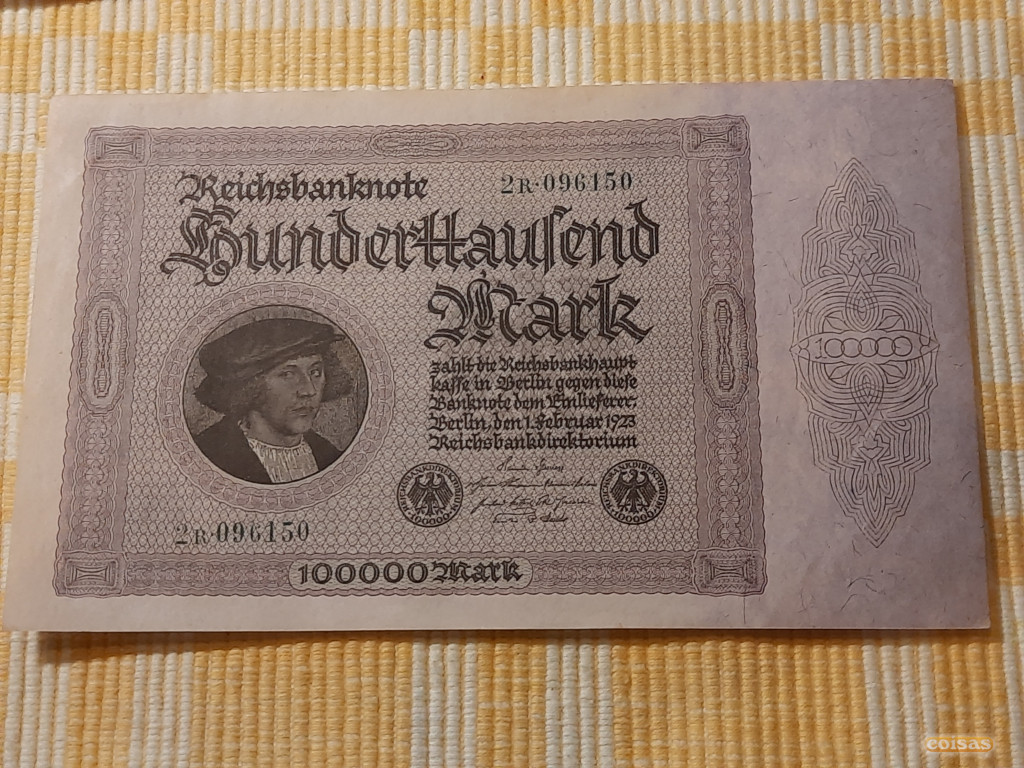 Reichsbanknote
2R·096150
Hunderttausend
Mark
zahlt die Reichsbankhaupt-
kasse in Berlin gegen diese
Banknote dem Einlieferer;
Berlin, den 1. Februar 1923
Reichsbankdirektorium
2R·096150
100000 Mark
100000
coisas